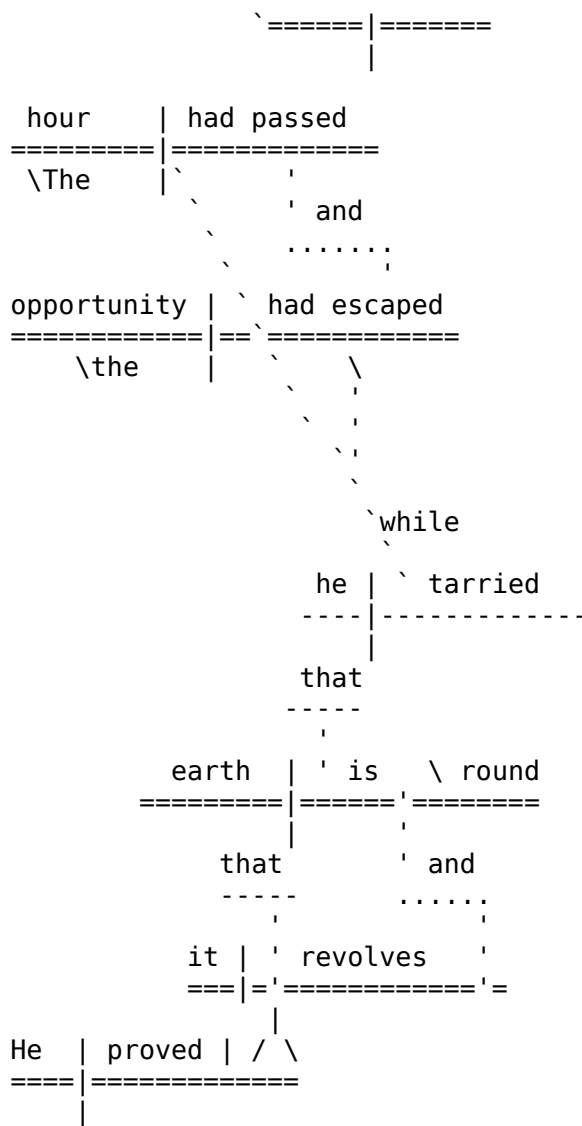 `======|=======
|
hour | had passed
=========|=============
\The |` '
` ' and
` .......
` '
opportunity | ` had escaped
============|==`============
\the | ` \
` '
` '
`'
`
`while
`
he | ` tarried
----|-------------
|
that
-----
'
earth | ' is \ round
=========|======'========
| '
that ' and
----- ......
' '
it | ' revolves '
===|='============'=
|
He | proved | / \
====|=============
|